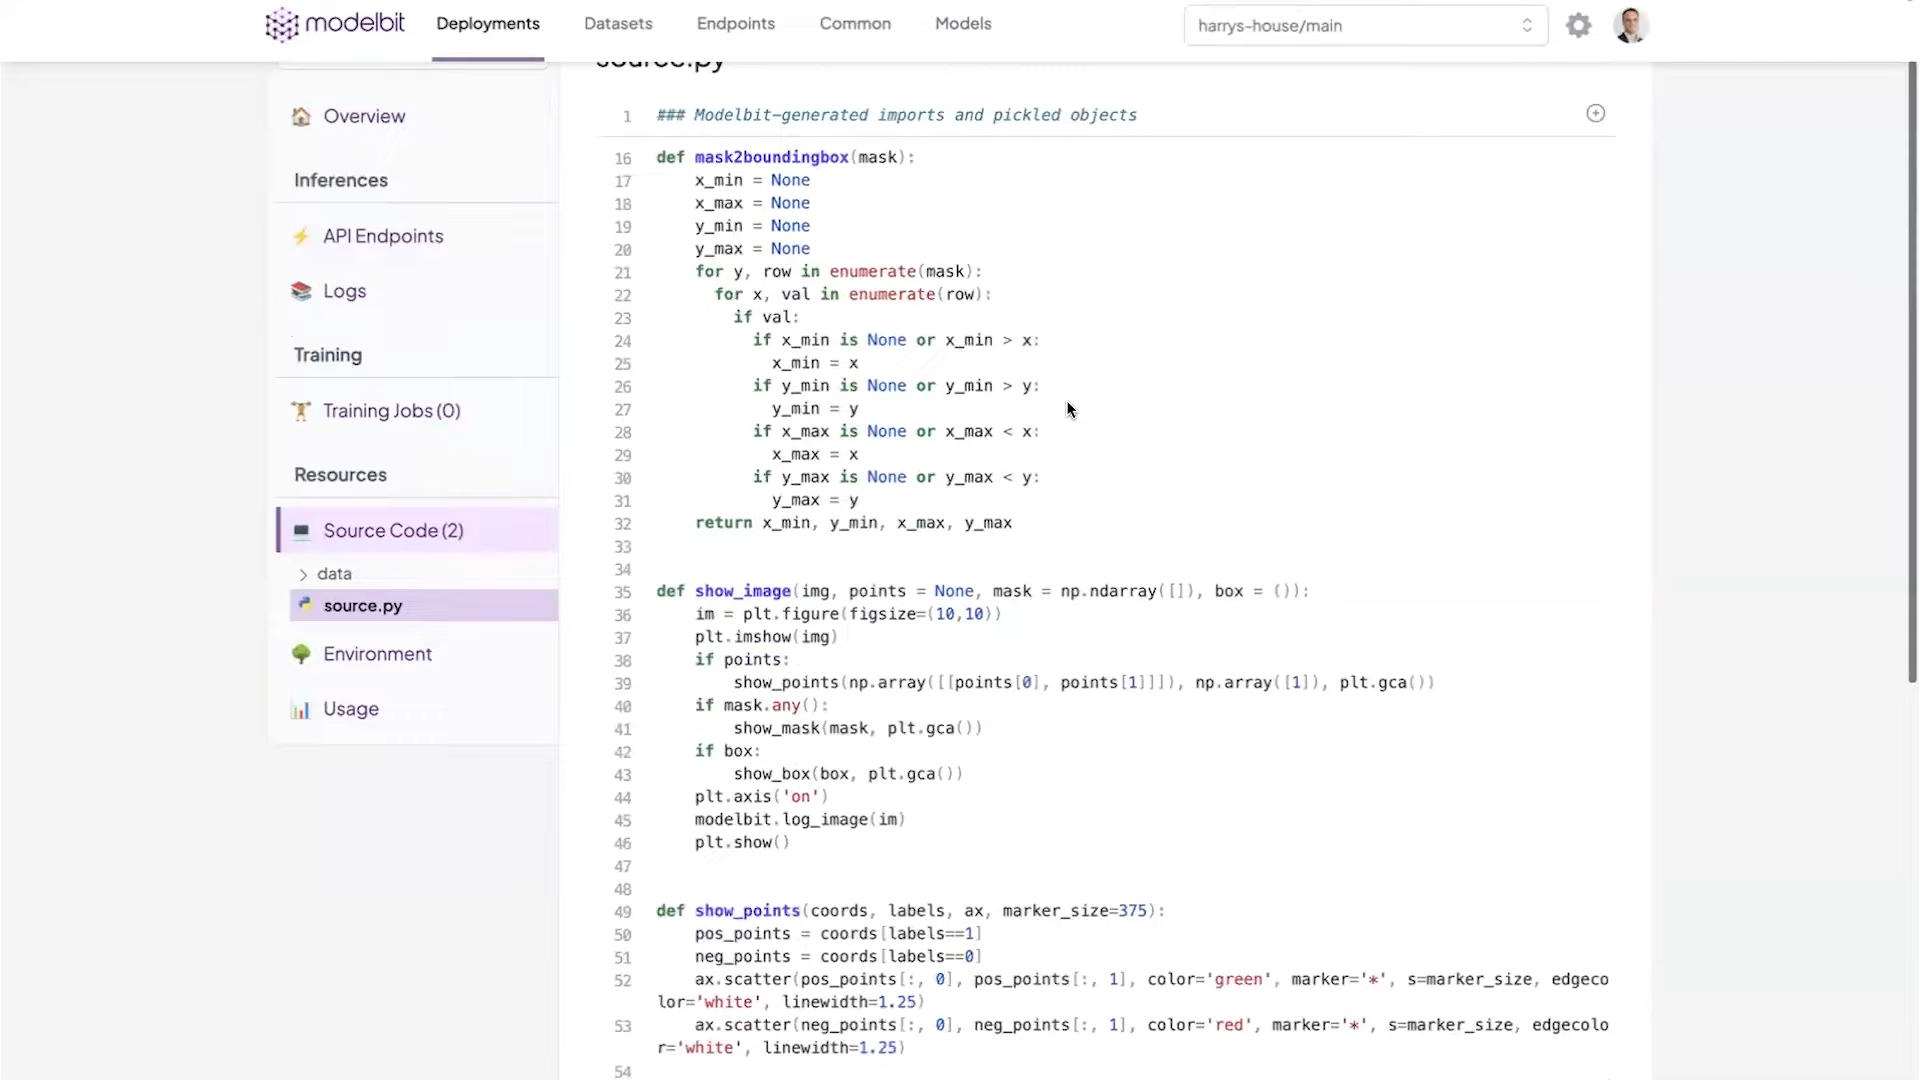 modelbit
Deployments
Datasets
Endpoints
Common
Models
harrys-house/main
Overview
Inferences
API Endpoints
Logs
Training
Training Jobs (0)
Resources
Source Code (2)
data
source.py
Environment
Usage
source.py
1 ### Modelbit-generated imports and pickled objects
16 def mask2boundingbox(mask):
17 x_min = None
18 x_max = None
19 y_min = None
20 y_max = None
21 for y, row in enumerate(mask):
22 for x, val in enumerate(row):
23 if val:
24 if x_min is None or x_min > x:
25 x_min = x
26 if y_min is None or y_min > y:
27 y_min = y
28 if x_max is None or x_max < x:
29 x_max = x
30 if y_max is None or y_max < y:
31 y_max = y
32 return x_min, y_min, x_max, y_max
33
34
35 def show_image(img, points = None, mask = np.ndarray([]), box = ()):
36 im = plt.figure(figsize=(10,10))
37 plt.imshow(img)
38 if points:
39 show_points(np.array([[points[0], points[1]]]), np.array([1]), plt.gca())
40 if mask.any():
41 show_mask(mask, plt.gca())
42 if box:
43 show_box(box, plt.gca())
44 plt.axis('on')
45 modelbit.log_image(im)
46 plt.show()
47
48
49 def show_points(coords, labels, ax, marker_size=375):
50 pos_points = coords[labels==1]
51 neg_points = coords[labels==0]
52 ax.scatter(pos_points[:, 0], pos_points[:, 1], color='green', marker='*', s=marker_size, edgeco
lor='white', linewidth=1.25)
53 ax.scatter(neg_points[:, 0], neg_points[:, 1], color='red', marker='*', s=marker_size, edgecolo
r='white', linewidth=1.25)
54